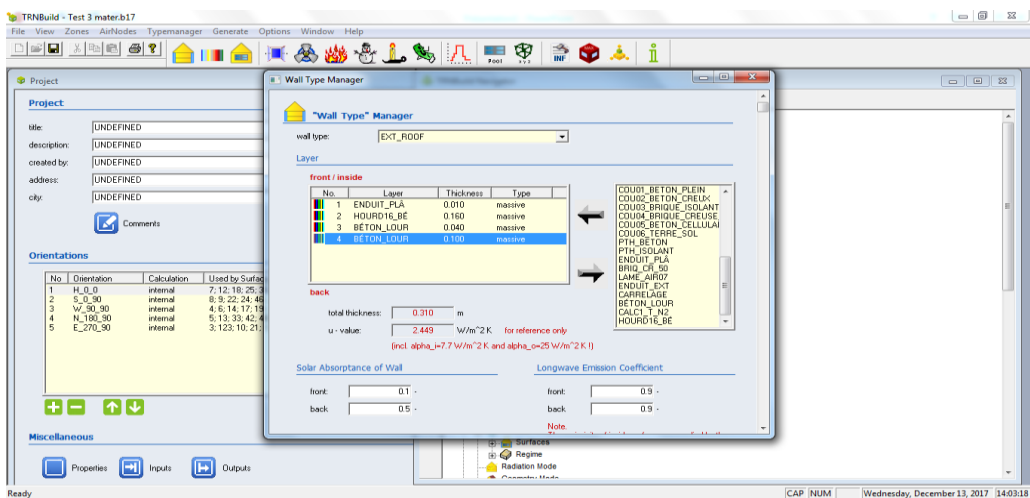 TRNBuild - Test 3 mater.b17
File View Zones AirNodes Typemanager Generate Options Window Help
Pool
x y z
INF
Project
Project
title: UNDEFINED
description: UNDEFINED
created by: UNDEFINED
address: UNDEFINED
city: UNDEFINED
Comments
Orientations
No Orientation Calculation Used by Surfac
1 H_0_0 internal 7; 12; 18; 25; 3
2 S_0_90 internal 8; 9; 22; 24; 46
3 W_90_90 internal 4; 6; 14; 17; 19
4 N_180_90 internal 5; 13; 33; 42; 4
5 E_270_90 internal 3; 123; 10; 21;
Miscellaneous
Properties Inputs Outputs
Wall Type Manager
"Wall Type" Manager
wall type: EXT_ROOF
Layer
front / inside
No. Layer Thickness Type
1 ENDUIT_PLÂ 0.010 massive
2 HOURD16_BÉ 0.160 massive
3 BÉTON_LOUR 0.040 massive
4 BÉTON_LOUR 0.100 massive
back
COU01_BETON_PLEIN
COU02_BETON_CREUX
COU03_BRIQUE_ISOLANT
COU04_BRIQUE_CREUSE
COU05_BETON_CELLULAI
COU06_TERRE_SOL
PTH_BÉTON
PTH_ISOLANT
ENDUIT_PLÂ
BRIQ_CR_50
LAME_AIR07
ENDUIT_EXT
CARRELAGE
BÉTON_LOUR
CALC1_T_N2
HOURD16_BÉ
total thickness: 0.310 m
u - value: 2.449 W/m^2 K for reference only
(incl. alpha_i=7.7 W/m^2 K and alpha_o=25 W/m^2 K !)
Solar Absorptance of Wall
front: 0.1 -
back 0.5 -
Longwave Emission Coefficient
front: 0.9 -
back 0.9 -
Note.
Surfaces
Regime
Radiation Mode
Geometry Mode
Ready
CAP NUM Wednesday, December 13, 2017 14:03:18